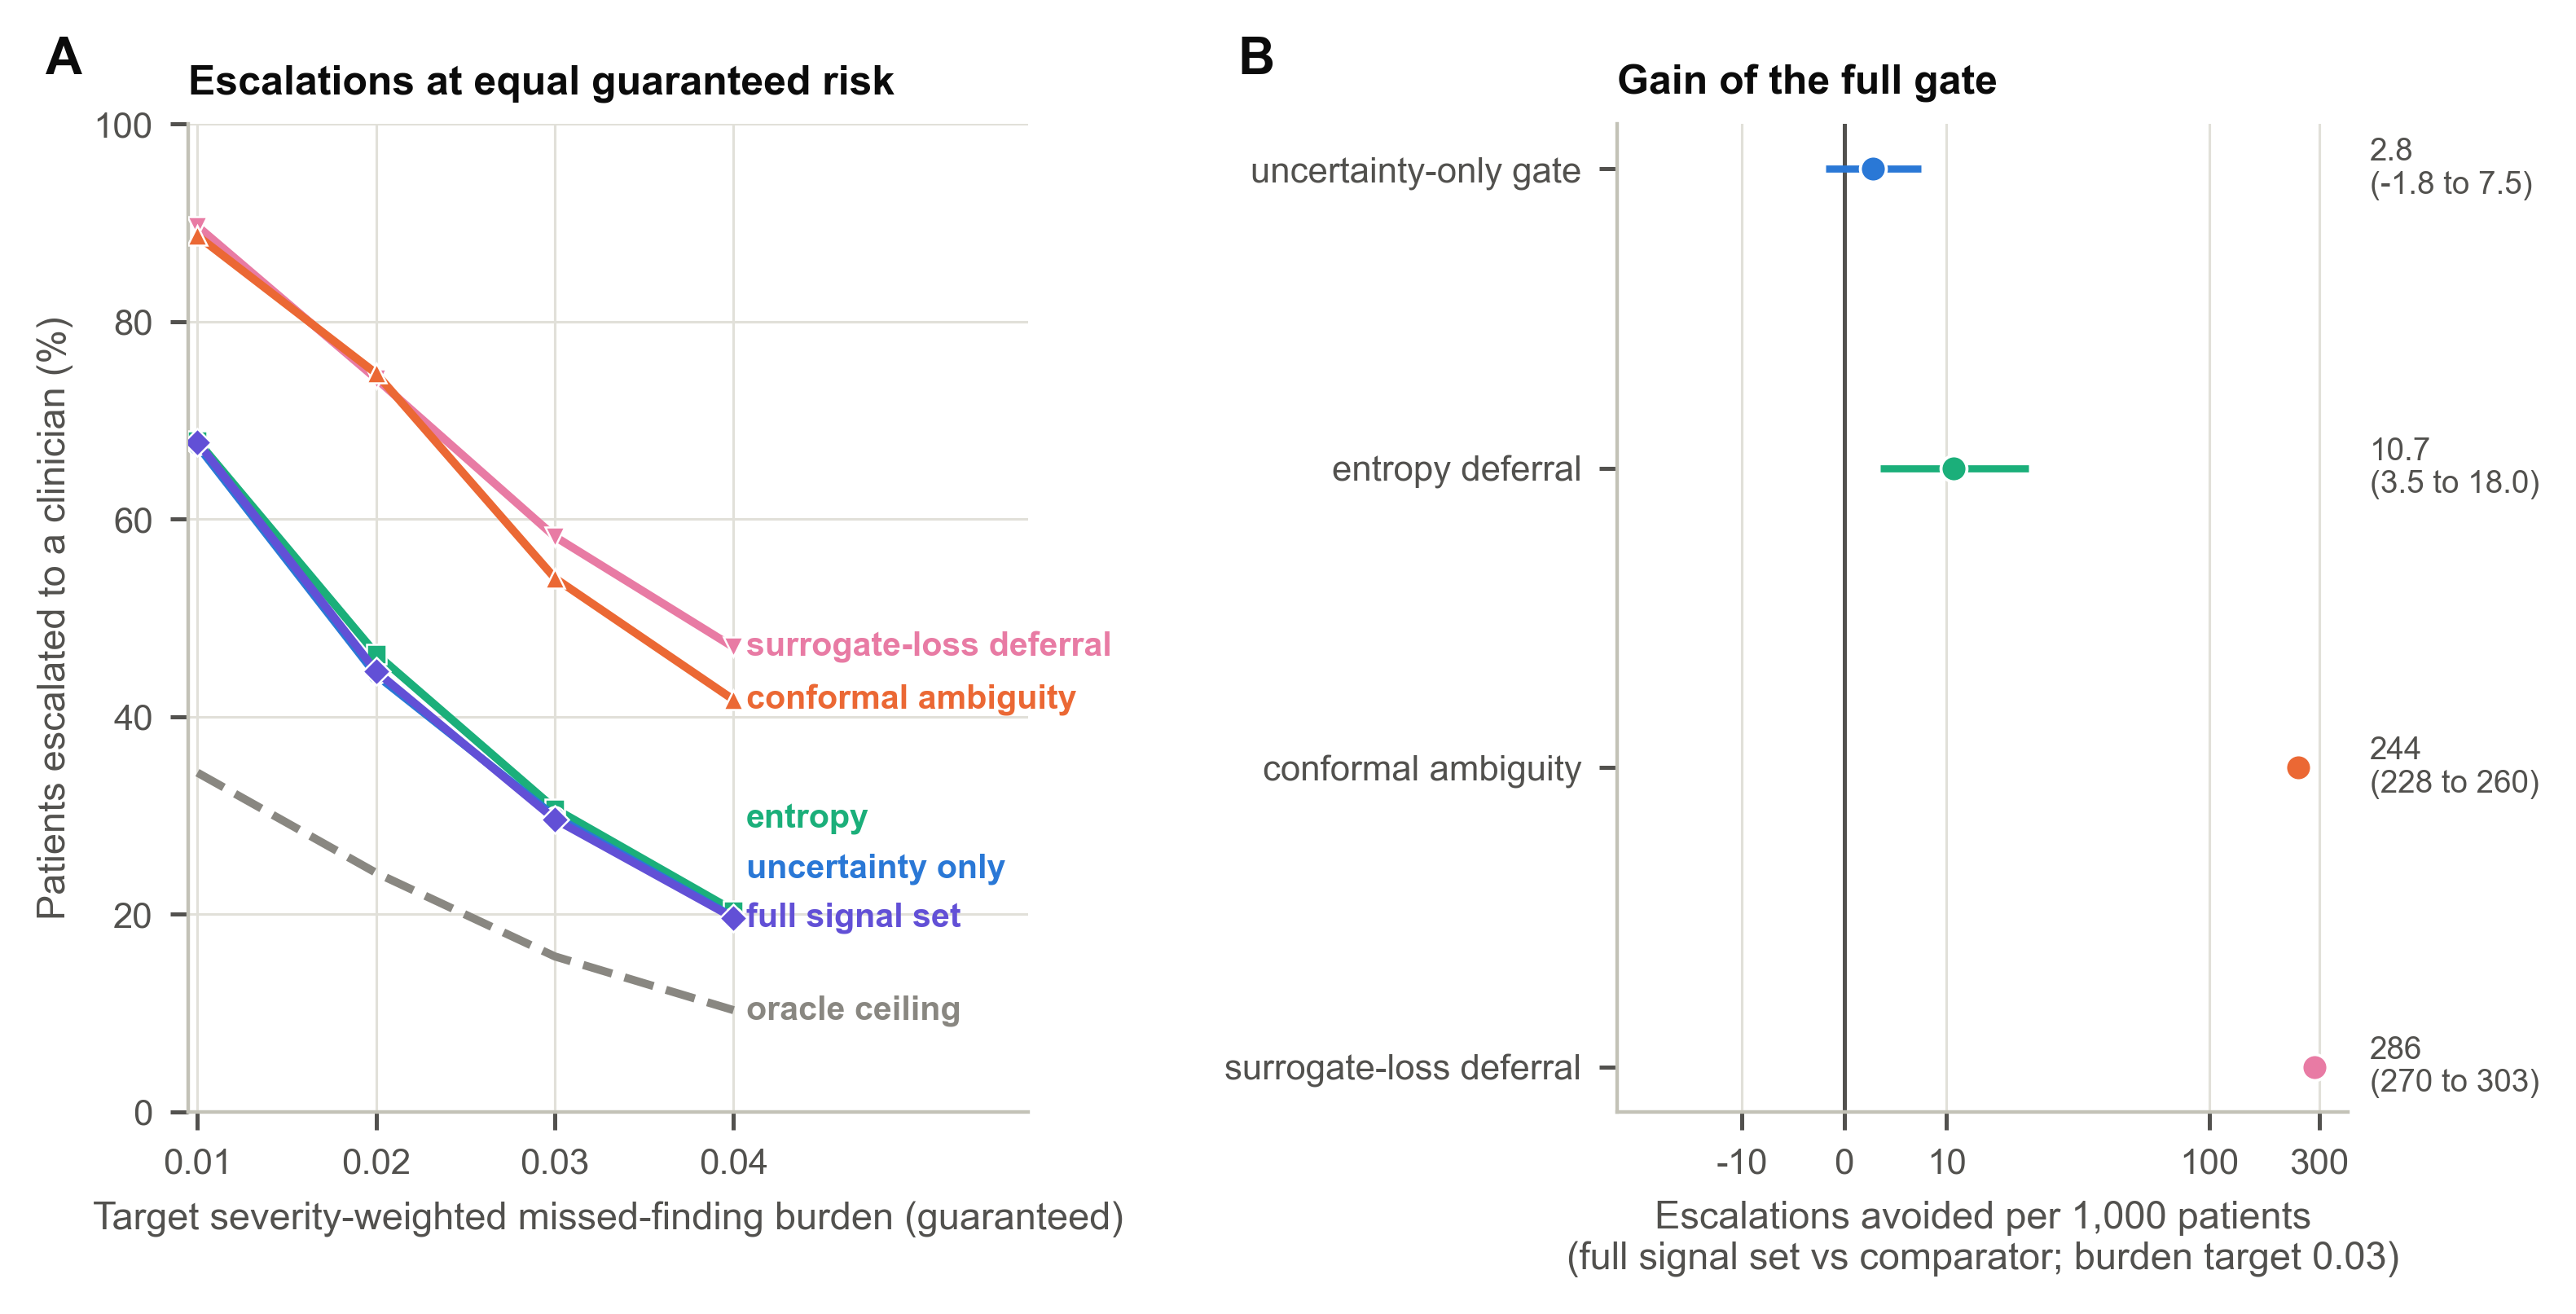 A
Escalations at equal guaranteed risk
Patients escalated to a clinician (%)
100
80
60
40
20
0
surrogate-loss deferral
conformal ambiguity
entropy
uncertainty only
full signal set
oracle ceiling
0.01
0.02
0.03
0.04
Target severity-weighted missed-finding burden (guaranteed)
B
Gain of the full gate
uncertainty-only gate
2.8
(-1.8 to 7.5)
entropy deferral
10.7
(3.5 to 18.0)
conformal ambiguity
244
(228 to 260)
surrogate-loss deferral
286
(270 to 303)
-10
0
10
100
300
Escalations avoided per 1,000 patients
(full signal set vs comparator; burden target 0.03)